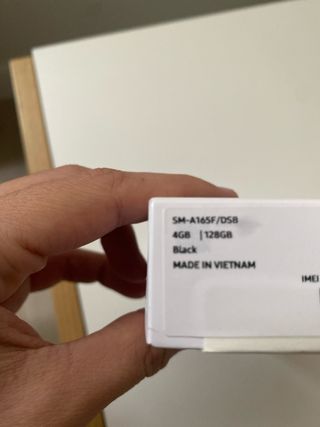 SM-A165F/DSB
4GB | 128GB
Black
MADE IN VIETNAM
IMEI